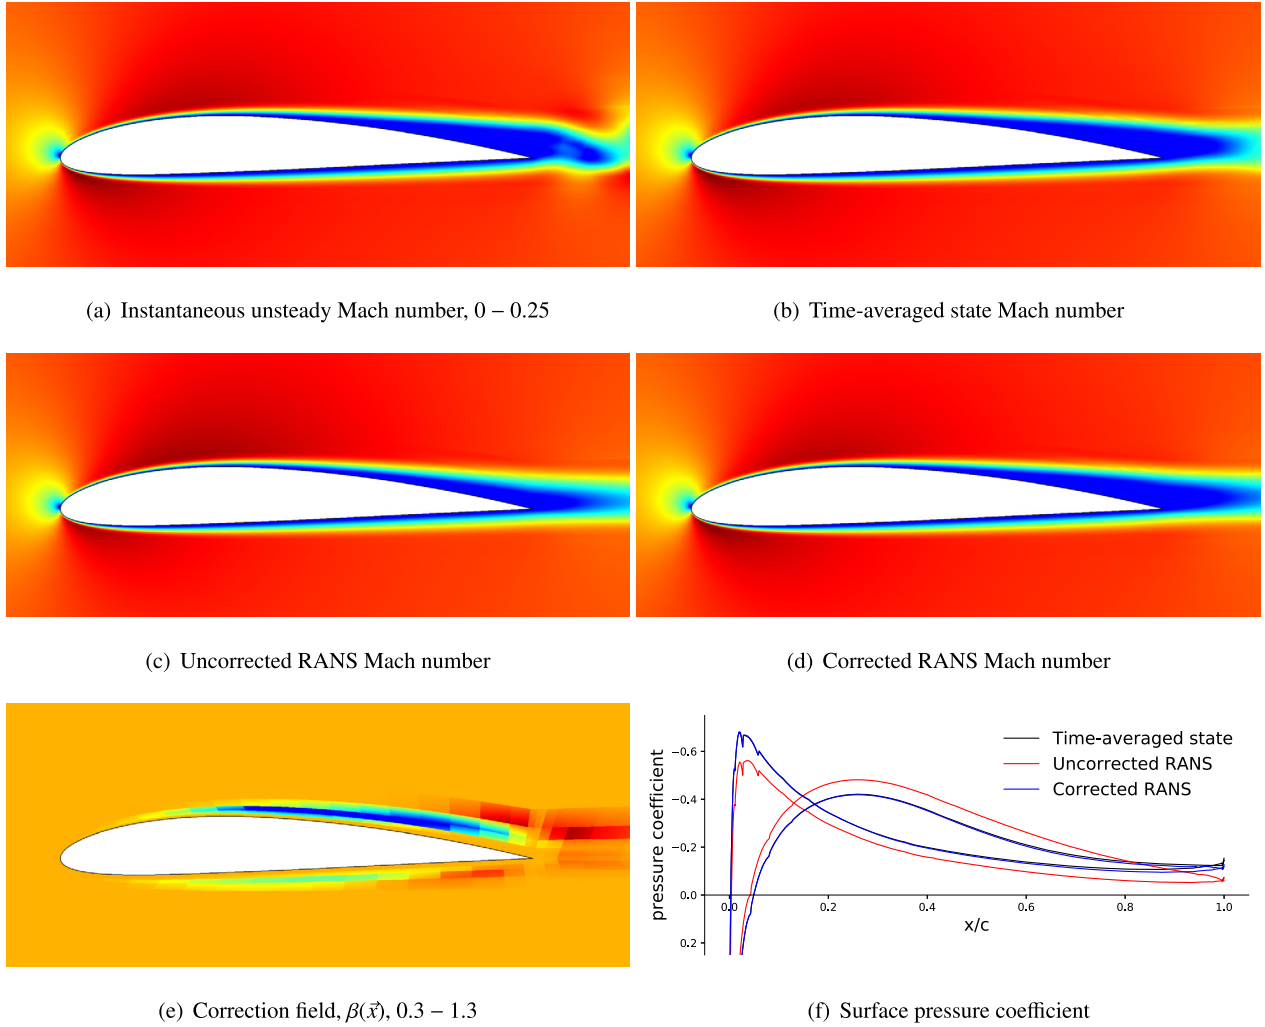 (a) Instantaneous unsteady Mach number, 0 − 0.25
(b) Time-averaged state Mach number
(c) Uncorrected RANS Mach number
(d) Corrected RANS Mach number
−0.6
−0.4
−0.2
0.0
0.2
pressure coefficient
0.0
0.2
0.4
0.6
0.8
1.0
x/c
Time-averaged state
Uncorrected RANS
Corrected RANS
(e) Correction field, β(x⃗), 0.3 − 1.3
(f) Surface pressure coefficient